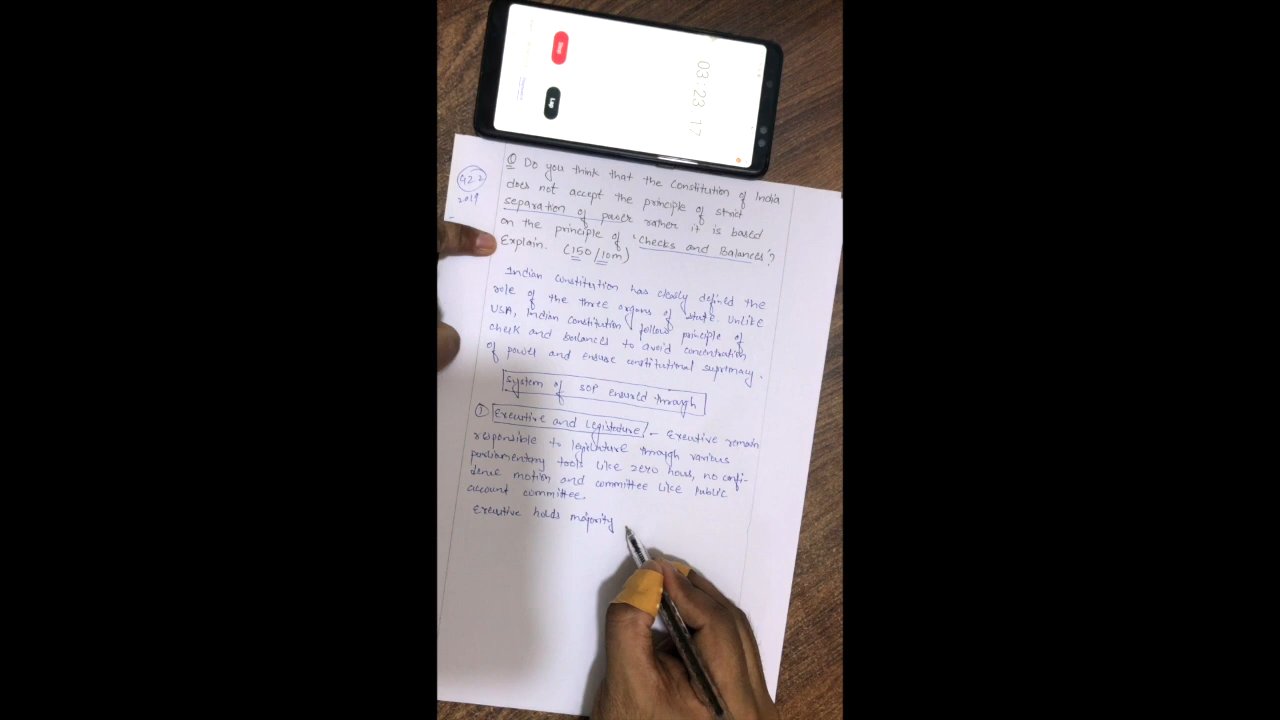 03:23.17
Stop
Lap
GS 2
2019
Q Do you think that the Constitution of India
does not accept the principle of strict
separation of power rather it is based
on the principle of 'Checks and Balances'?
Explain. (150/10m)
Indian constitution has clearly defined the
role of the three organs of state. Unlike
USA, Indian constitution follow principle of
check and balances to avoid concentration
of power and ensure constitutional supremacy.
System of SOP ensured through
① Executive and Legislature - Executive remain
responsible to legislature through various
parliamentary tools like zero hours, no confi-
dence motion and committee like public
account committee.
Executive holds majority